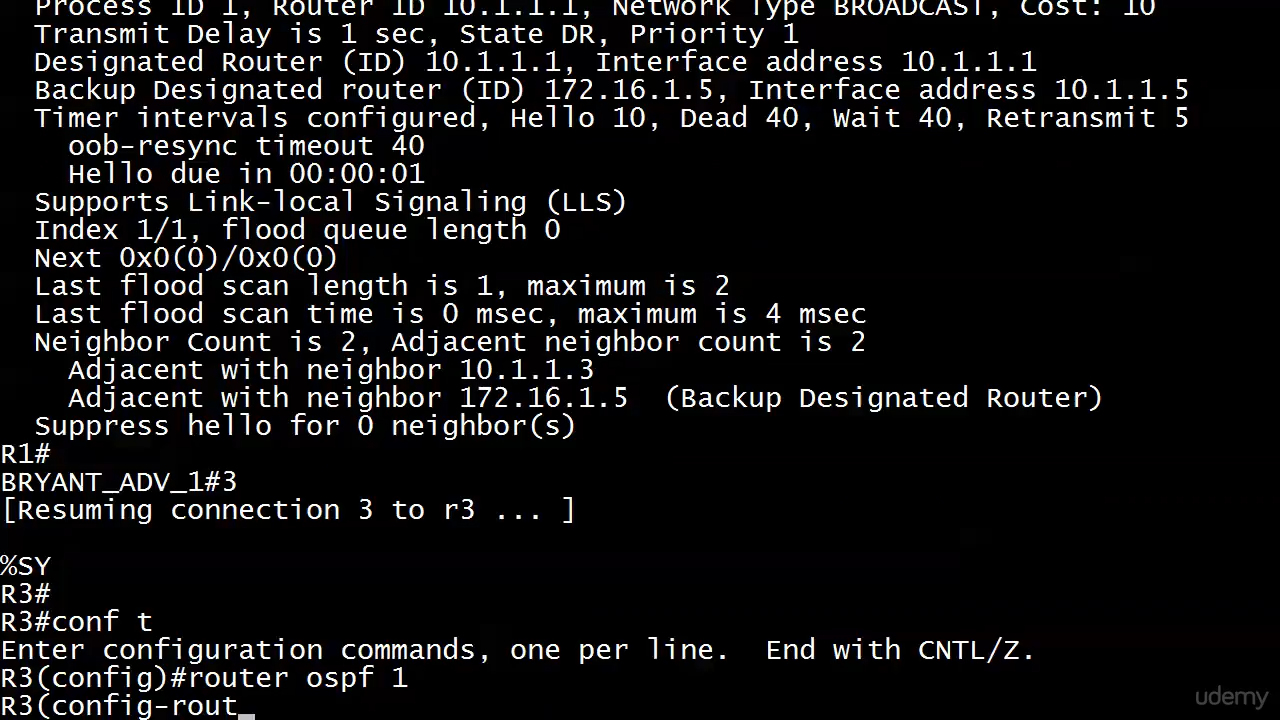 Process ID 1, Router ID 10.1.1.1, Network Type BROADCAST, Cost: 10
Transmit Delay is 1 sec, State DR, Priority 1
Designated Router (ID) 10.1.1.1, Interface address 10.1.1.1
Backup Designated router (ID) 172.16.1.5, Interface address 10.1.1.5
Timer intervals configured, Hello 10, Dead 40, Wait 40, Retransmit 5
oob-resync timeout 40
Hello due in 00:00:01
Supports Link-local Signaling (LLS)
Index 1/1, flood queue length 0
Next 0x0(0)/0x0(0)
Last flood scan length is 1, maximum is 2
Last flood scan time is 0 msec, maximum is 4 msec
Neighbor Count is 2, Adjacent neighbor count is 2
Adjacent with neighbor 10.1.1.3
Adjacent with neighbor 172.16.1.5  (Backup Designated Router)
Suppress hello for 0 neighbor(s)
R1#
BRYANT_ADV_1#3
[Resuming connection 3 to r3 ... ]
%SY
R3#
R3#conf t
Enter configuration commands, one per line.  End with CNTL/Z.
R3(config)#router ospf 1
R3(config-rout
udemy